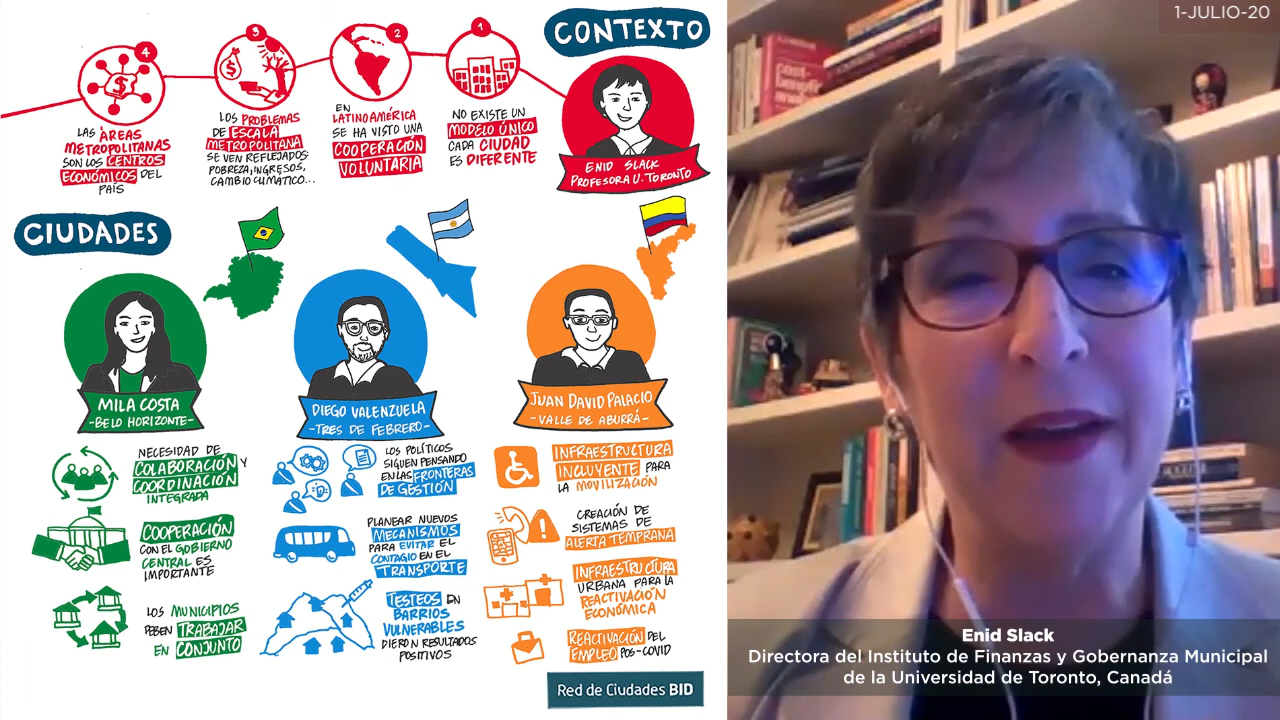 CONTEXTO
1
NO EXISTE UN
MODELO ÚNICO
CADA CIUDAD
ES DIFERENTE
2
EN
LATINOAMÉRICA
SE HA VISTO UNA
COOPERACIÓN
VOLUNTARIA
3
LOS PROBLEMAS
DE ESCALA
METROPOLITANA
SE VEN REFLEJADOS:
POBREZA, INGRESOS,
CAMBIO CLIMÁTICO...
4
LAS ÁREAS
METROPOLITANAS
SON LOS CENTROS
ECONÓMICOS DEL
PAÍS
ENID SLACK
PROFESORA U. TORONTO
CIUDADES
MILA COSTA
-BELO HORIZONTE-
NECESIDAD DE
COLABORACIÓN Y
COORDINACIÓN
INTEGRADA
COOPERACIÓN
CON EL GOBIERNO
CENTRAL ES
IMPORTANTE
LOS MUNICIPIOS
DEBEN TRABAJAR
EN CONJUNTO
DIEGO VALENZUELA
-TRES DE FEBRERO-
LOS POLÍTICOS
SIGUEN PENSANDO
EN LAS FRONTERAS
DE GESTIÓN
PLANEAR NUEVOS
MECANISMOS
PARA EVITAR EL
CONTAGIO EN EL
TRANSPORTE
TESTEOS EN
BARRIOS
VULNERABLES
DIERON RESULTADOS
POSITIVOS
JUAN DAVID PALACIO
-VALLE DE ABURRÁ-
INFRAESTRUCTURA
INCLUYENTE PARA
LA MOVILIZACIÓN
CREACIÓN DE
SISTEMAS DE
ALERTA TEMPRANA
INFRAESTRUCTURA
URBANA PARA LA
REACTIVACIÓN
ECONÓMICA
REACTIVACIÓN DEL
EMPLEO POS-COVID
Red de Ciudades BID
1-JULIO-20
Enid Slack
Directora del Instituto de Finanzas y Gobernanza Municipal
de la Universidad de Toronto, Canadá